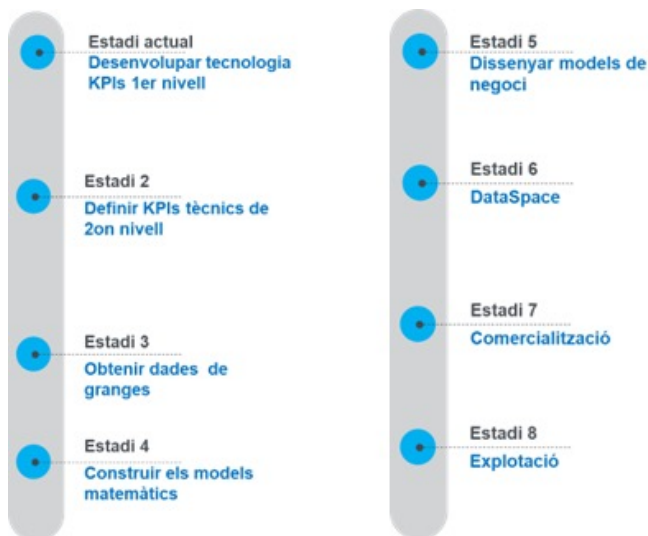 Estadi actual
Desenvolupar tecnologia
KPIs 1er nivell
Estadi 2
Definir KPIs tècnics de
2on nivell
Estadi 3
Obtenir dades de
granges
Estadi 4
Construir els models
matemàtics
Estadi 5
Dissenyar models de
negoci
Estadi 6
DataSpace
Estadi 7
Comercialització
Estadi 8
Explotació